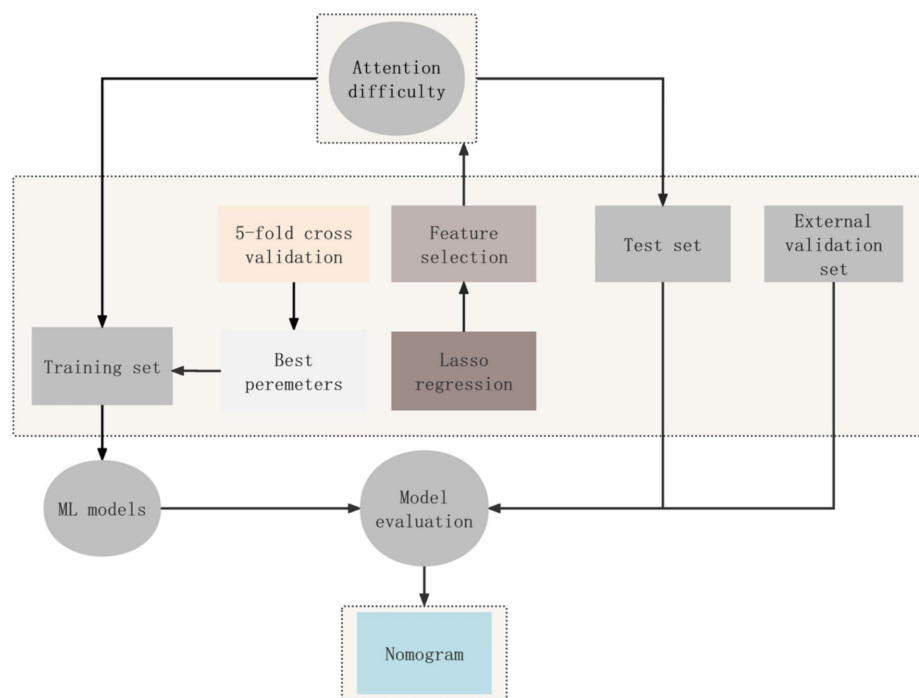 Attention
difficulty
5-fold cross
validation
Feature
selection
Test set
External
validation
set
Training set
Best
peremeters
Lasso
regression
ML models
Model
evaluation
Nomogram